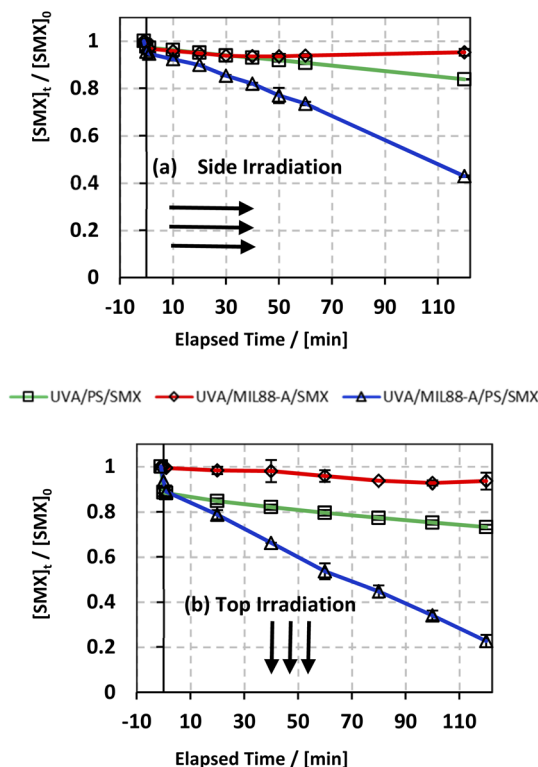 [SMX]t / [SMX]0
1
0.8
0.6
0.4
0.2
0
(a) Side Irradiation
-10 10 30 50 70 90 110
Elapsed Time / [min]
UVA/PS/SMX UVA/MIL88-A/SMX UVA/MIL88-A/PS/SMX
[SMX]t / [SMX]0
1
0.8
0.6
0.4
0.2
0
(b) Top Irradiation
-10 10 30 50 70 90 110
Elapsed Time / [min]